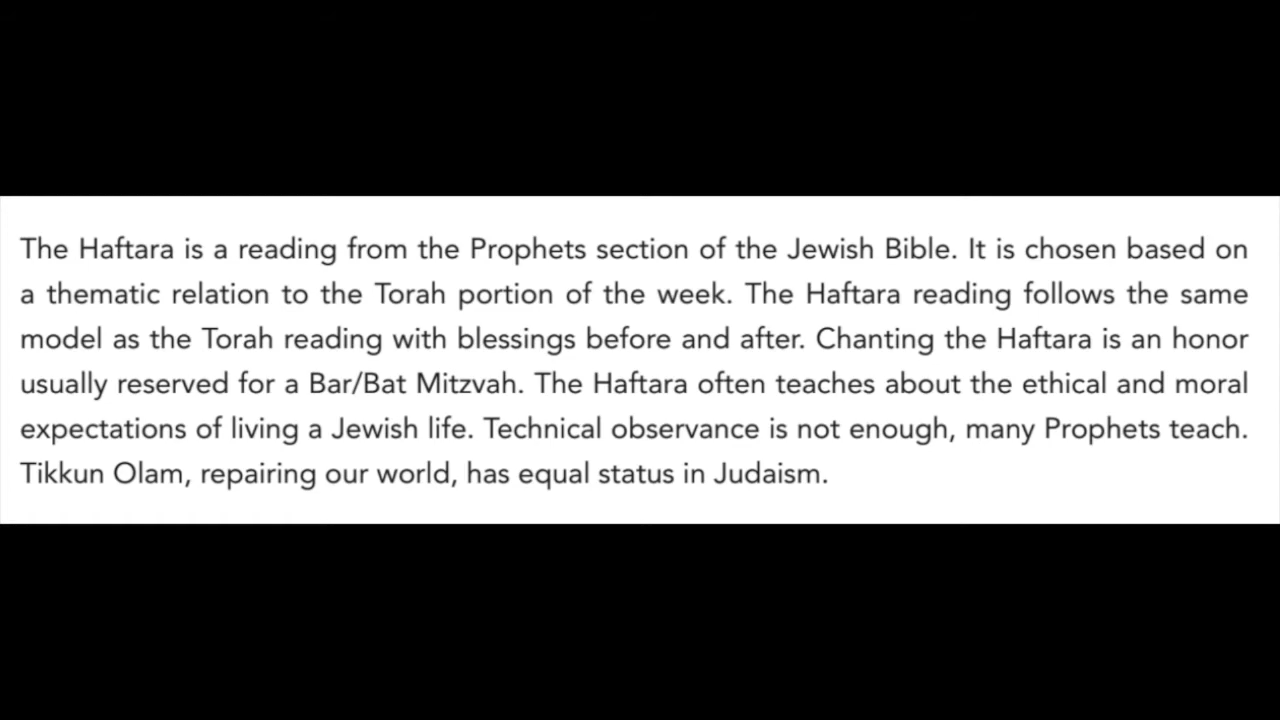 The Haftara is a reading from the Prophets section of the Jewish Bible. It is chosen based on
a thematic relation to the Torah portion of the week. The Haftara reading follows the same
model as the Torah reading with blessings before and after. Chanting the Haftara is an honor
usually reserved for a Bar/Bat Mitzvah. The Haftara often teaches about the ethical and moral
expectations of living a Jewish life. Technical observance is not enough, many Prophets teach.
Tikkun Olam, repairing our world, has equal status in Judaism.